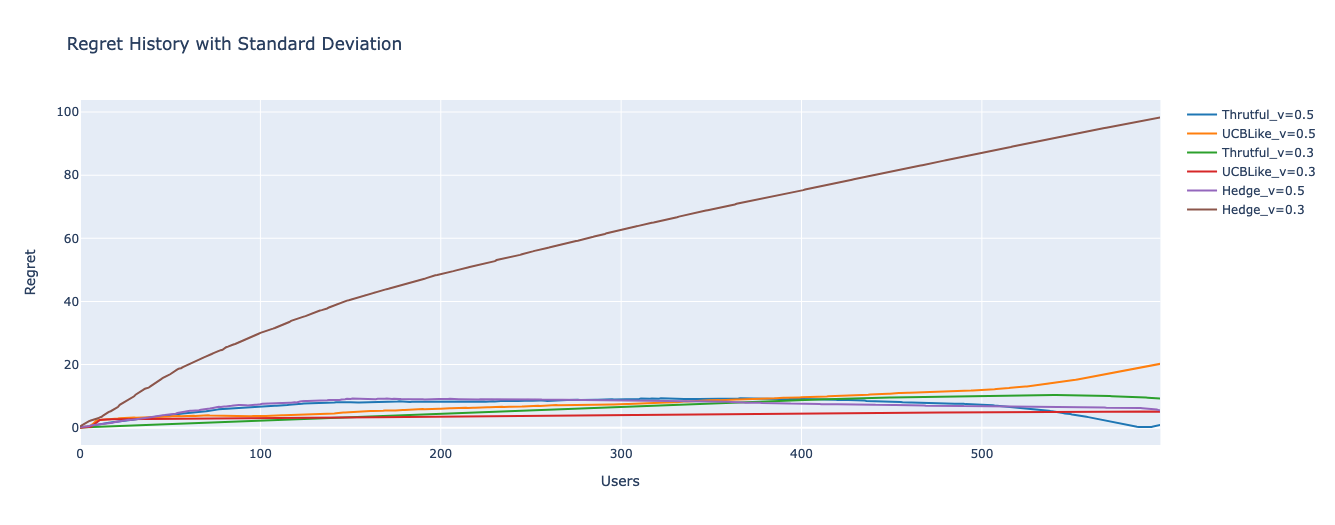 Regret History with Standard Deviation
100
80
60
40
20
0
Regret
0
100
200
300
400
500
Users
Thrutful_v=0.5
UCBLike_v=0.5
Thrutful_v=0.3
UCBLike_v=0.3
Hedge_v=0.5
Hedge_v=0.3